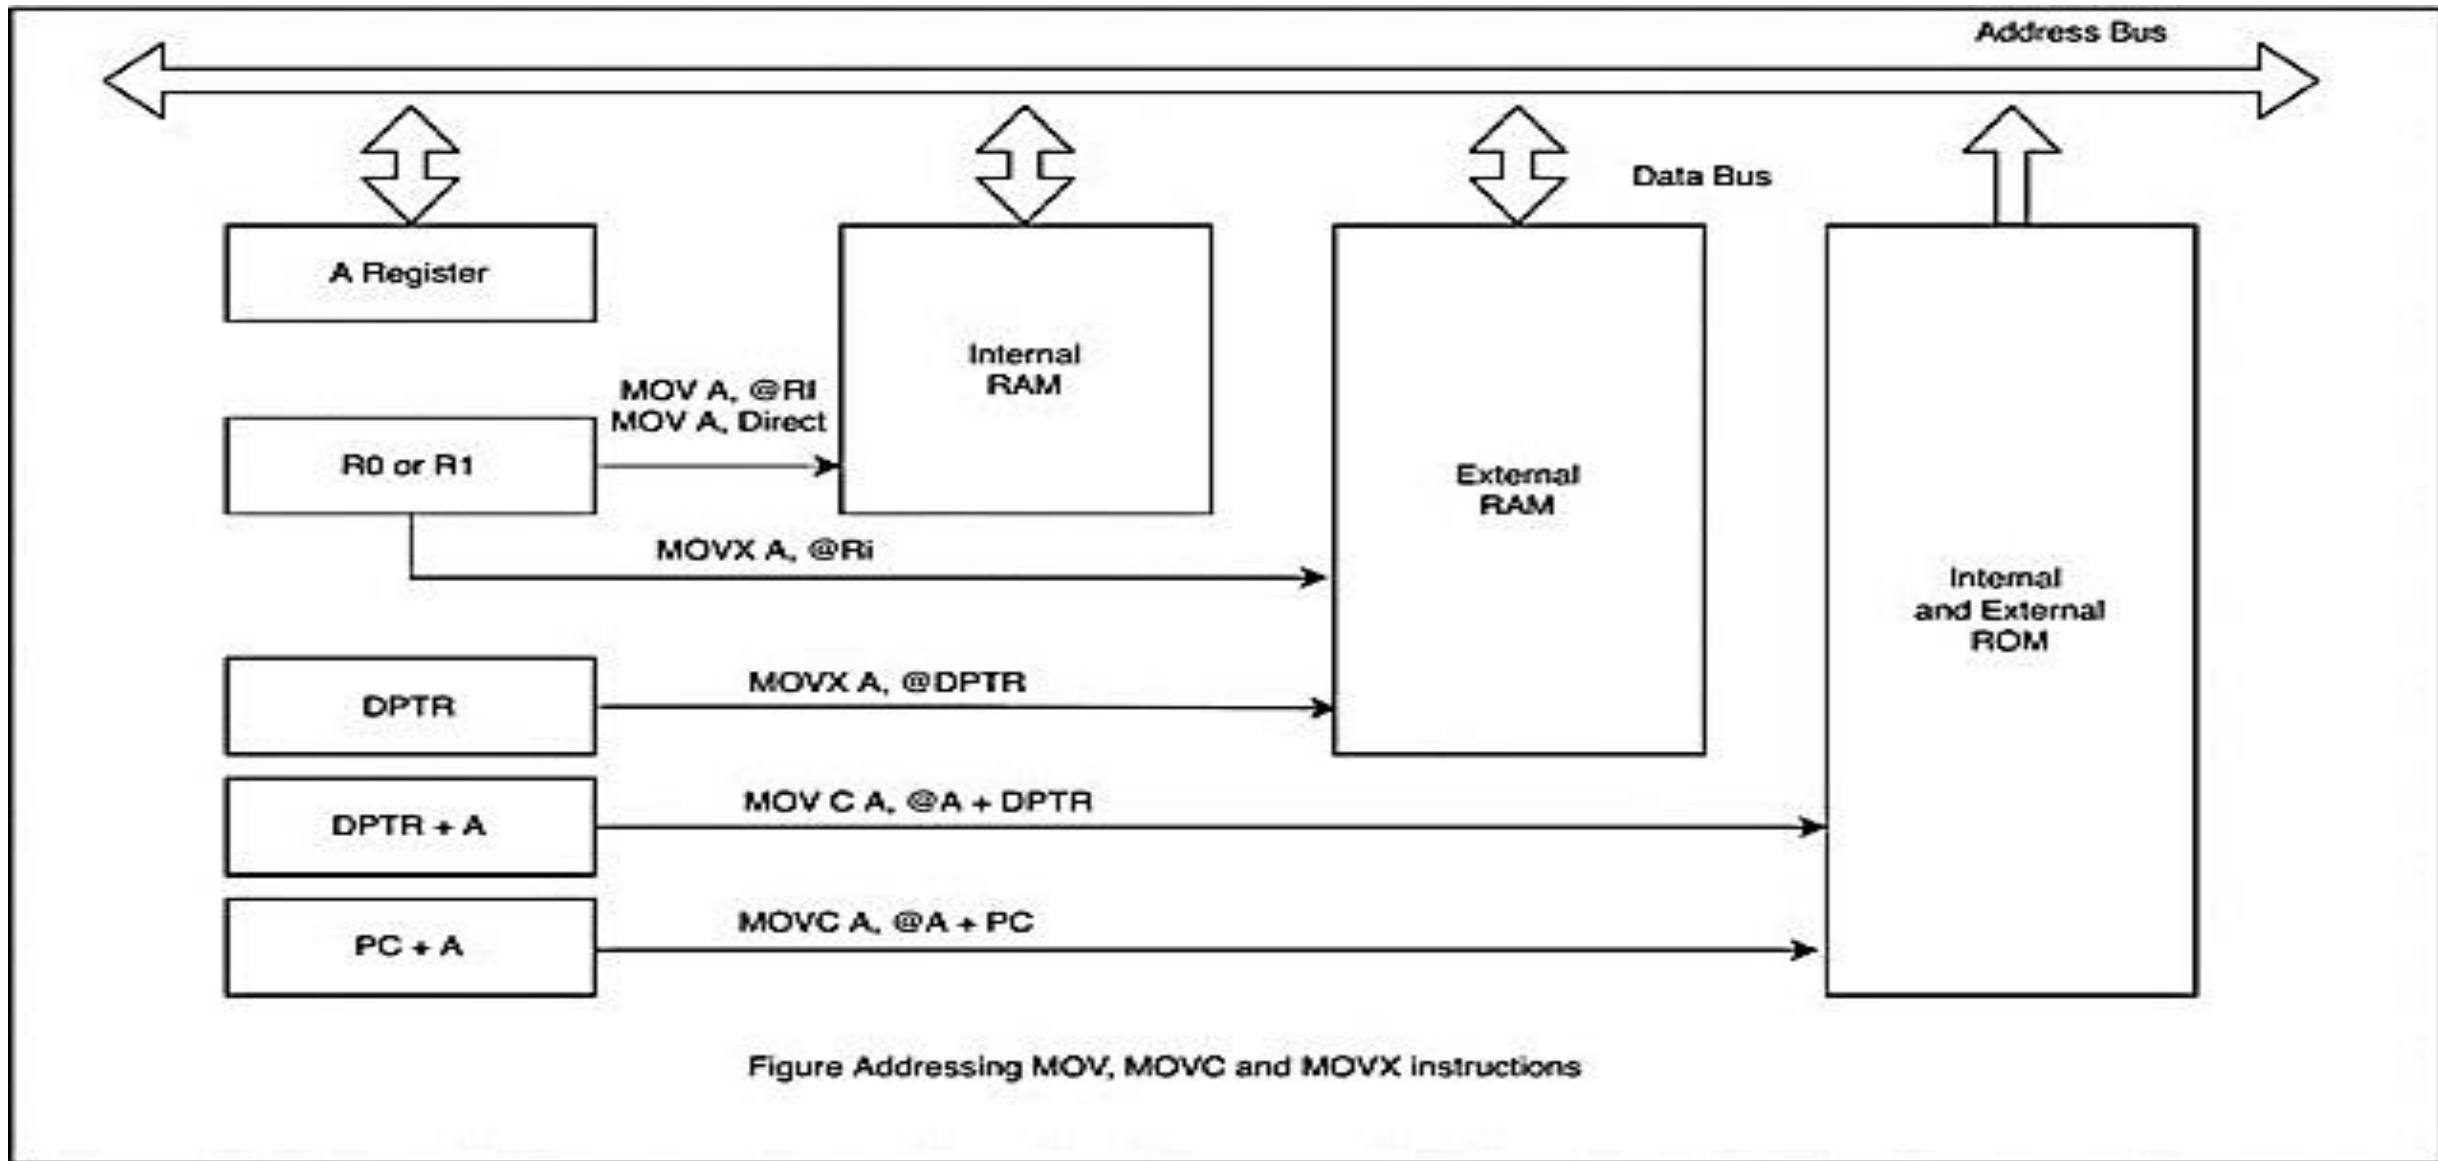 Address Bus
Data Bus
A Register
Internal
RAM
MOV A, @RI
MOV A, Direct
R0 or R1
External
RAM
MOVX A, @Ri
Internal
and External
ROM
MOVX A, @DPTR
DPTR
MOV C A, @A + DPTR
DPTR + A
MOVC A, @A + PC
PC + A
Figure Addressing MOV, MOVC and MOVX instructions